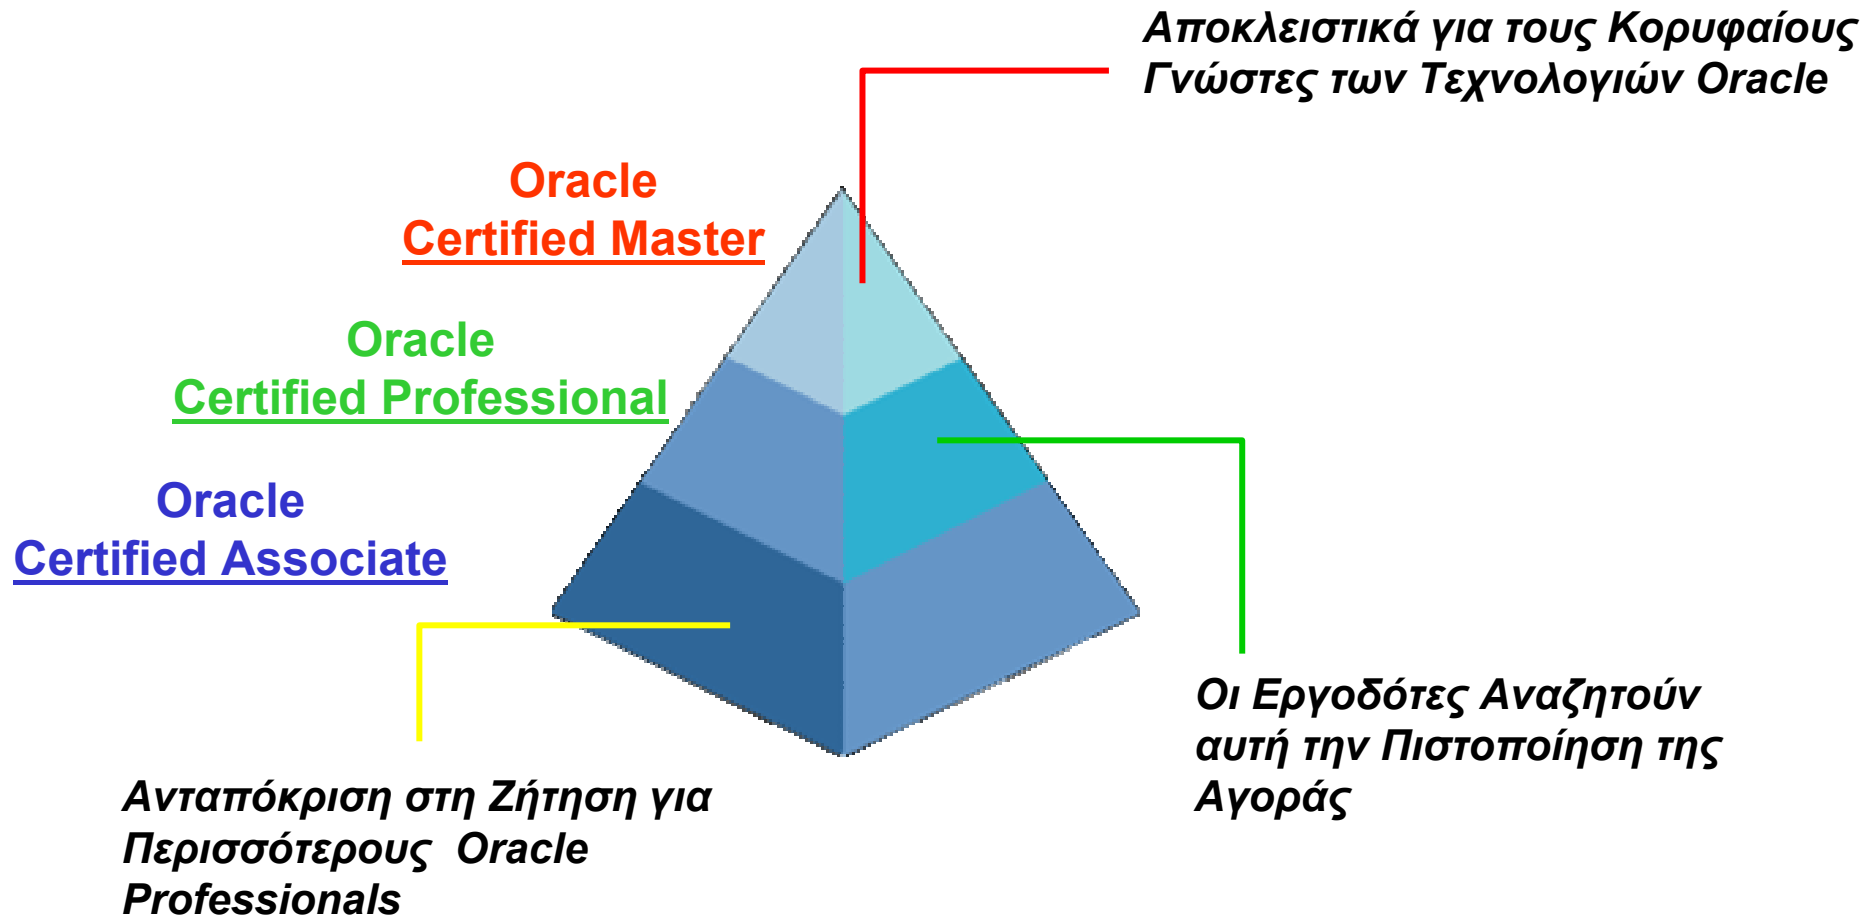 Αποκλειστικά για τους Κορυφαίους
Γνώστες των Τεχνολογιών Oracle
Oracle
Certified Master
Oracle
Certified Professional
Oracle
Certified Associate
Οι Εργοδότες Αναζητούν
αυτή την Πιστοποίηση της
Αγοράς
Ανταπόκριση στη Ζήτηση για
Περισσότερους Oracle
Professionals